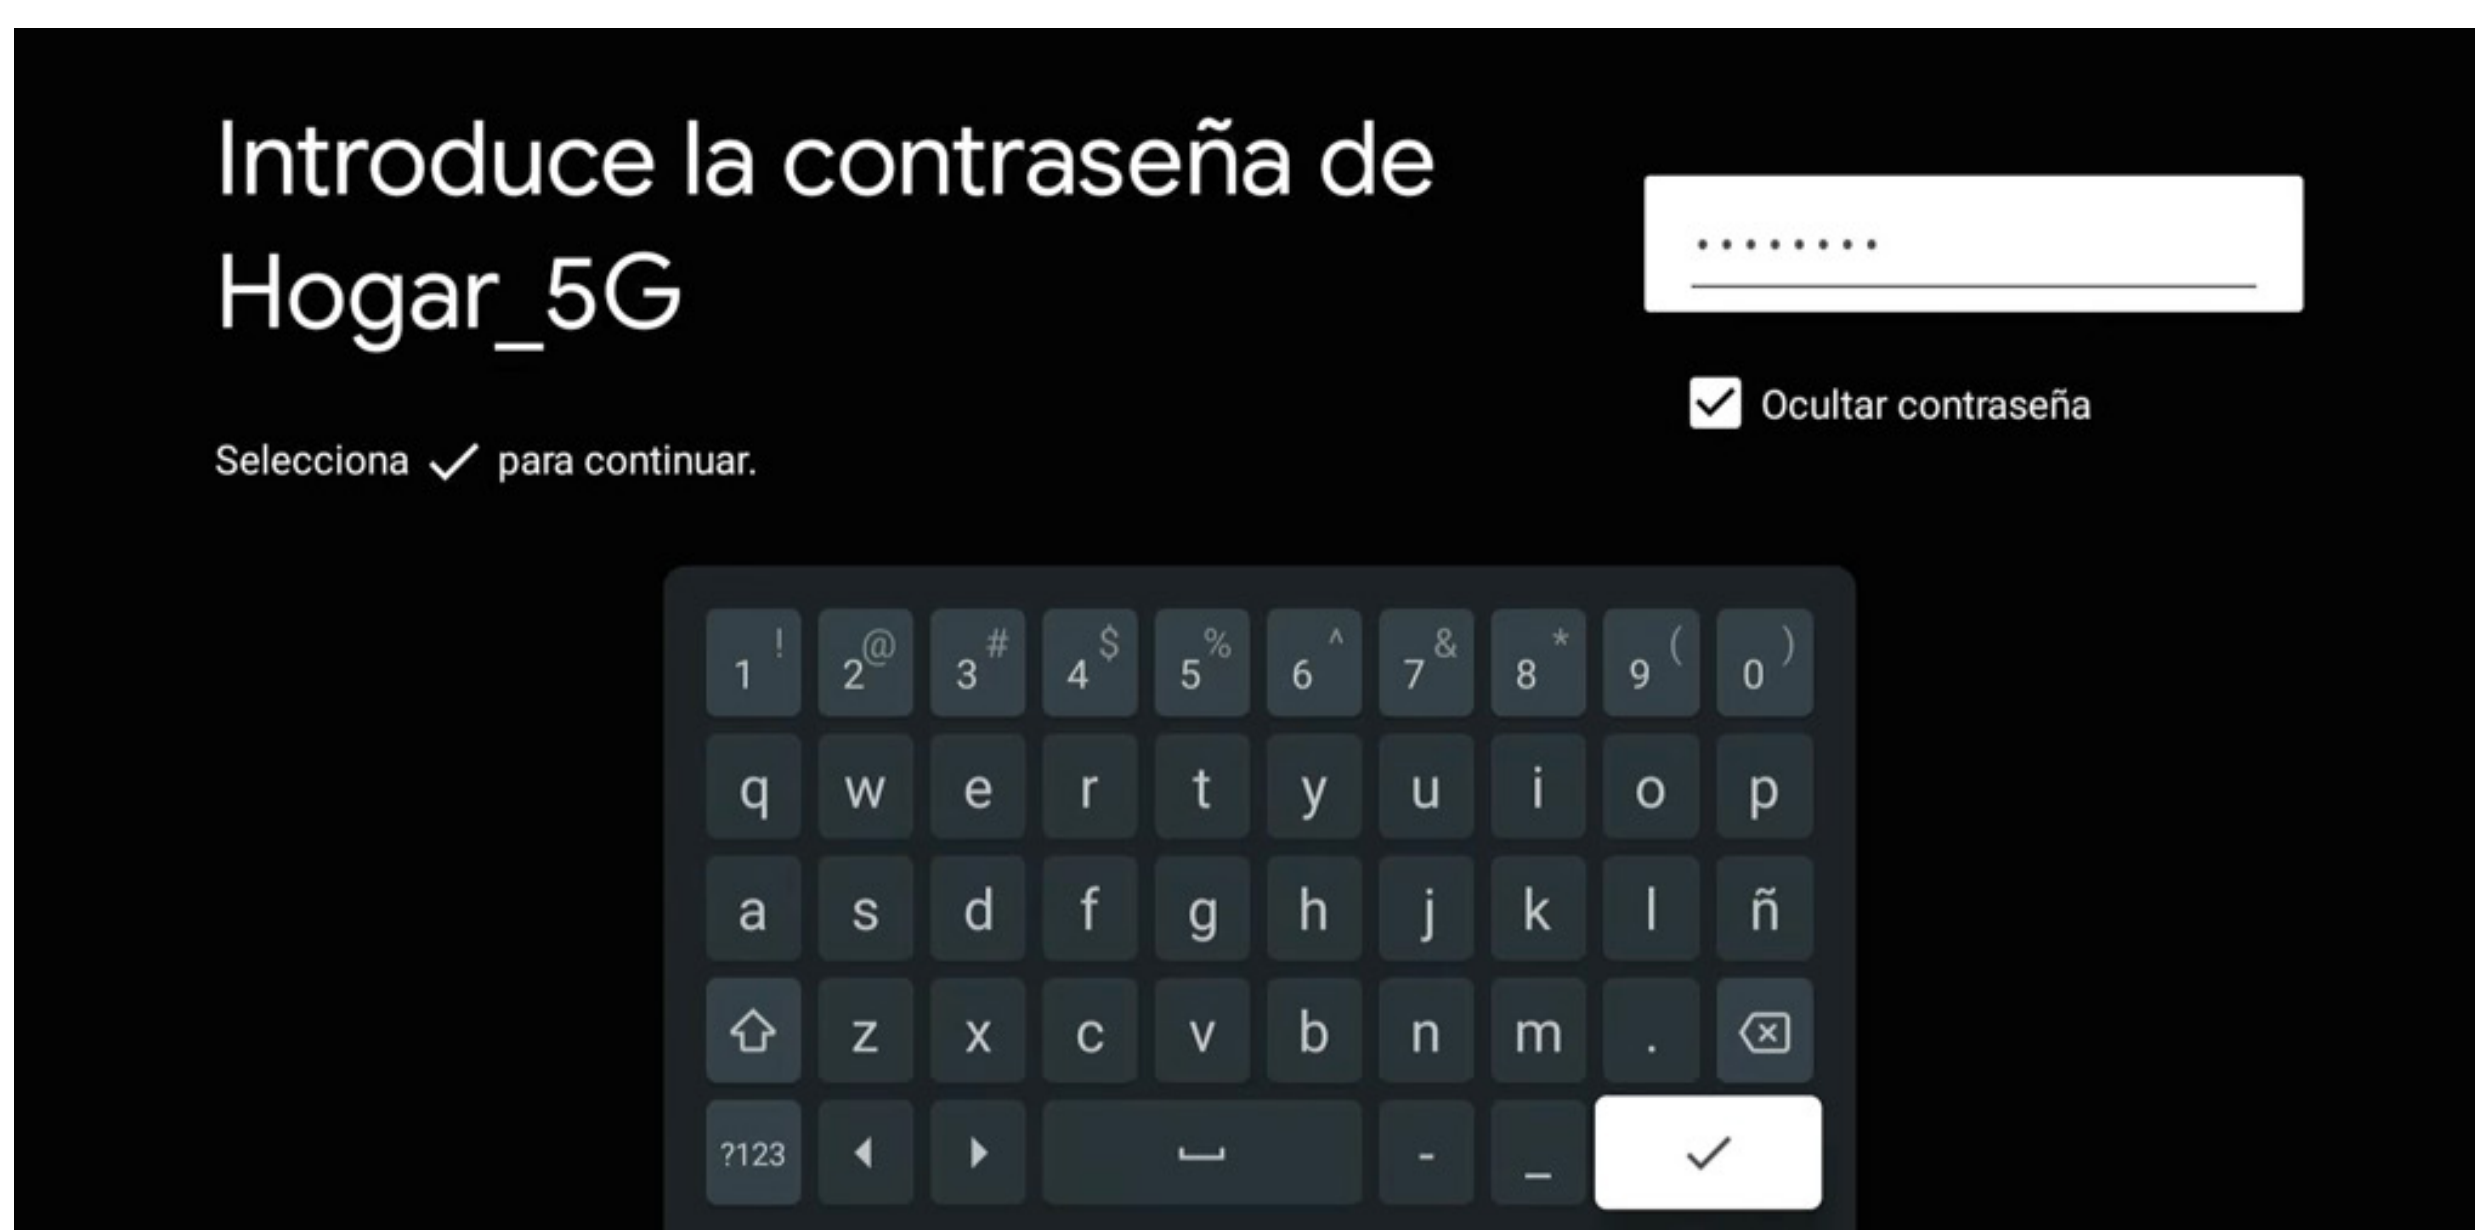 Introduce la contraseña de
Hogar_5G
Selecciona ✓ para continuar.
••••••••
Ocultar contraseña
1 ! 2 @ 3 # 4 $ 5 % 6 ^ 7 & 8 * 9 ( 0 )
q w e r t y u i o p
a s d f g h j k l ñ
z x c v b n m .
?123 - _